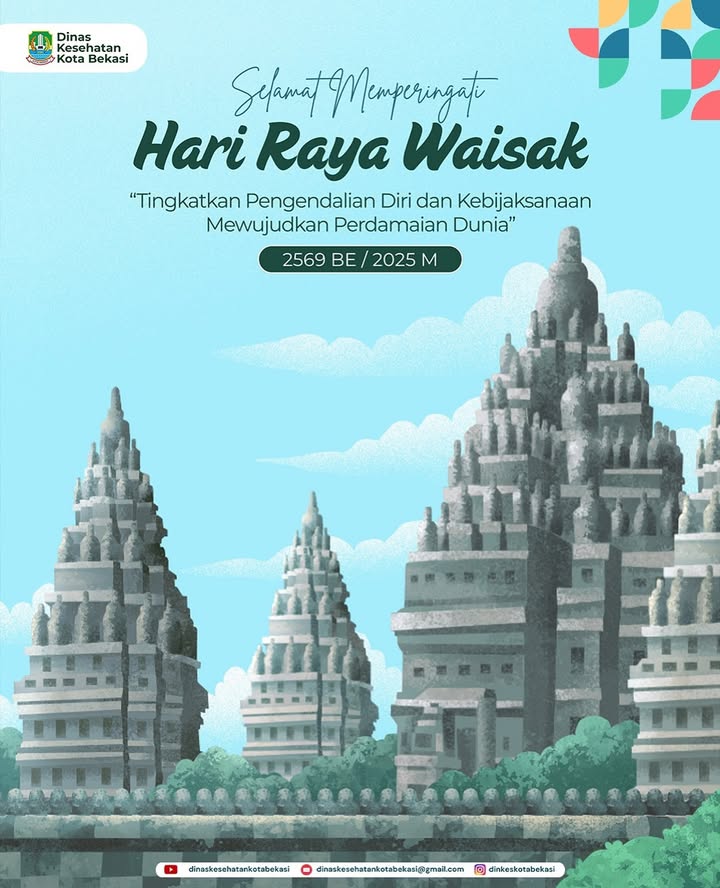 Dinas
Kesehatan
Kota Bekasi
Selamat Memperingati
Hari Raya Waisak
“Tingkatkan Pengendalian Diri dan Kebijaksanaan
Mewujudkan Perdamaian Dunia”
2569 BE / 2025 M
dinaskesehatankotabekasi dinaskesehatankotabekasi@gmail.com dinkeskotabekasi